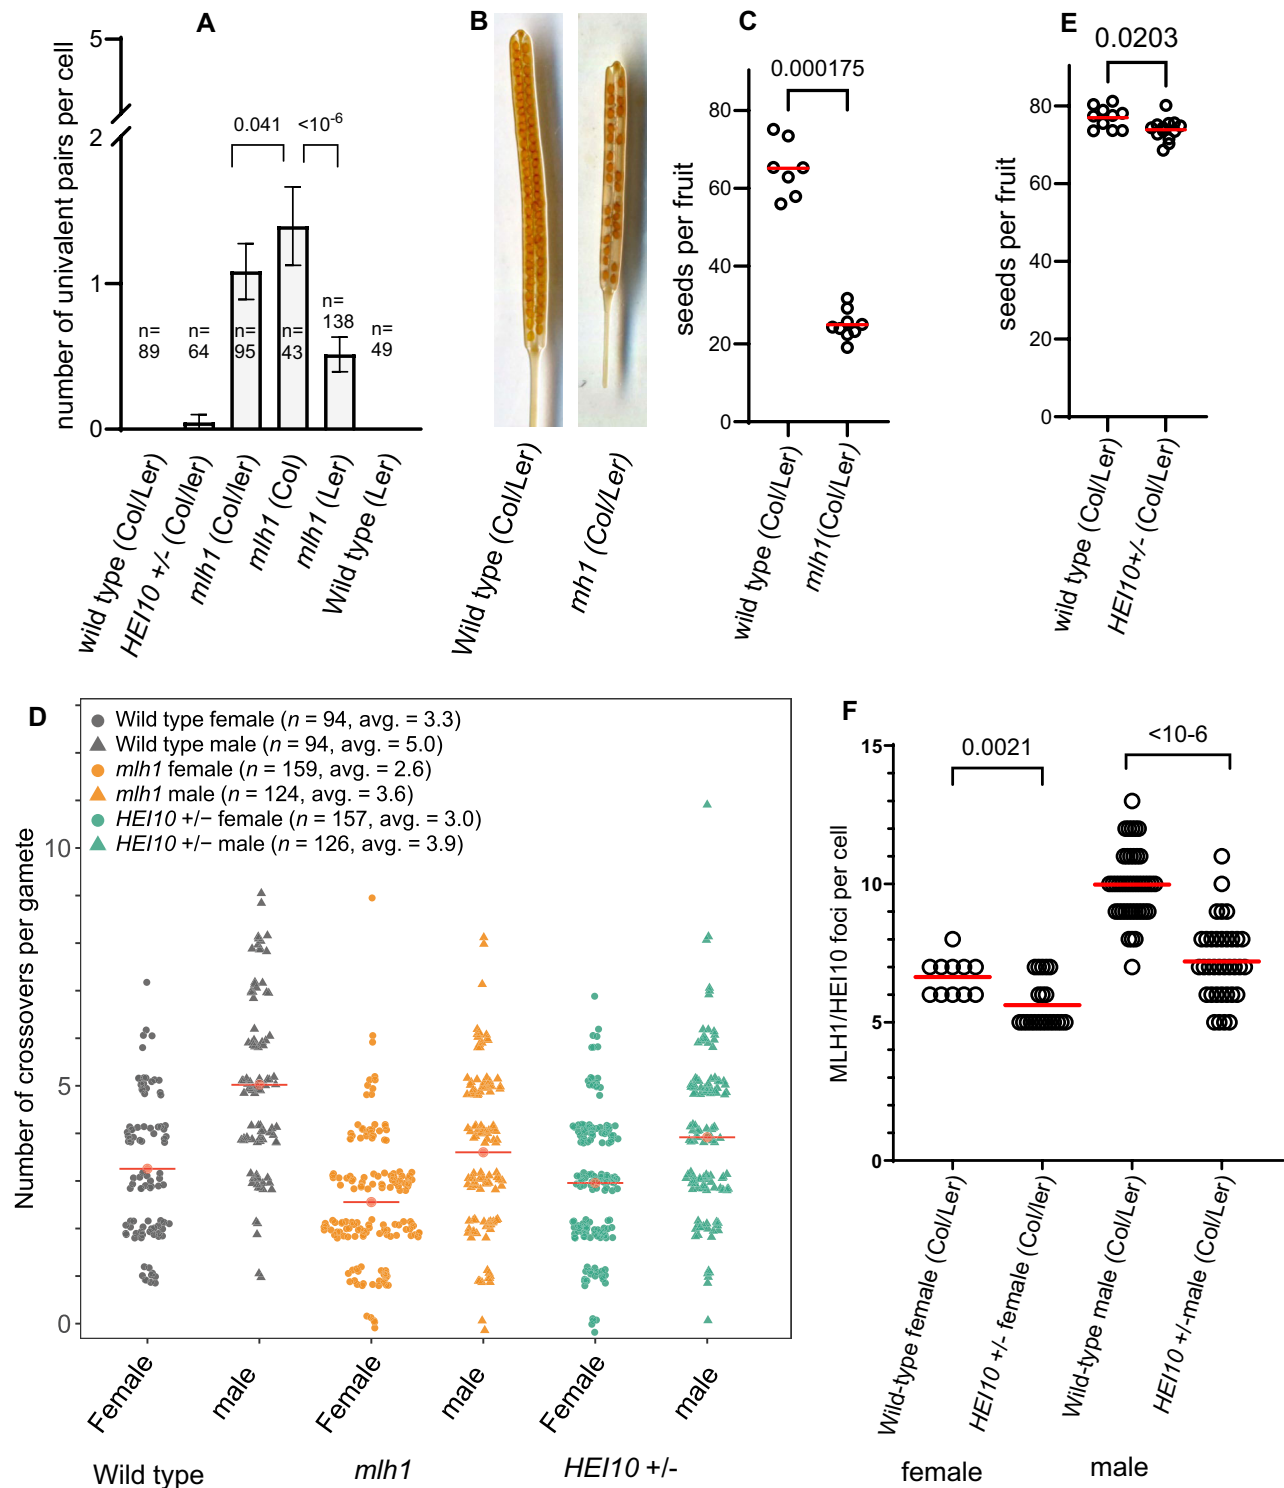 A
number of univalent pairs per cell
5
2
1
0
0.041
<10-6
n=
89
n=
64
n=
95
n=
43
n=
138
n=
49
wild type (Col/Ler)
HEI10 +/- (Col/ler)
mlh1 (Col/ler)
mlh1 (Col)
mlh1 (Ler)
Wild type (Ler)
B
Wild type (Col/Ler)
mh1 (Col/Ler)
C
seeds per fruit
80
60
40
20
0
0.000175
wild type (Col/Ler)
mlh1(Col/Ler)
E
seeds per fruit
80
60
40
20
0
0.0203
wild type (Col/Ler)
HEI10+/- (Col/Ler)
D
Number of crossovers per gamete
10
5
0
Wild type female (n = 94, avg. = 3.3)
Wild type male (n = 94, avg. = 5.0)
mlh1 female (n = 159, avg. = 2.6)
mlh1 male (n = 124, avg. = 3.6)
HEI10 +/− female (n = 157, avg. = 3.0)
HEI10 +/− male (n = 126, avg. = 3.9)
Female
male
Female
male
Female
male
Wild type
mlh1
HEI10 +/-
F
MLH1/HEI10 foci per cell
15
10
5
0
0.0021
<10-6
Wild-type female (Col/Ler)
HEI10 +/- female (Col/ler)
Wild-type male (Col/Ler)
HEI10 +/-male (Col/Ler)
female
male